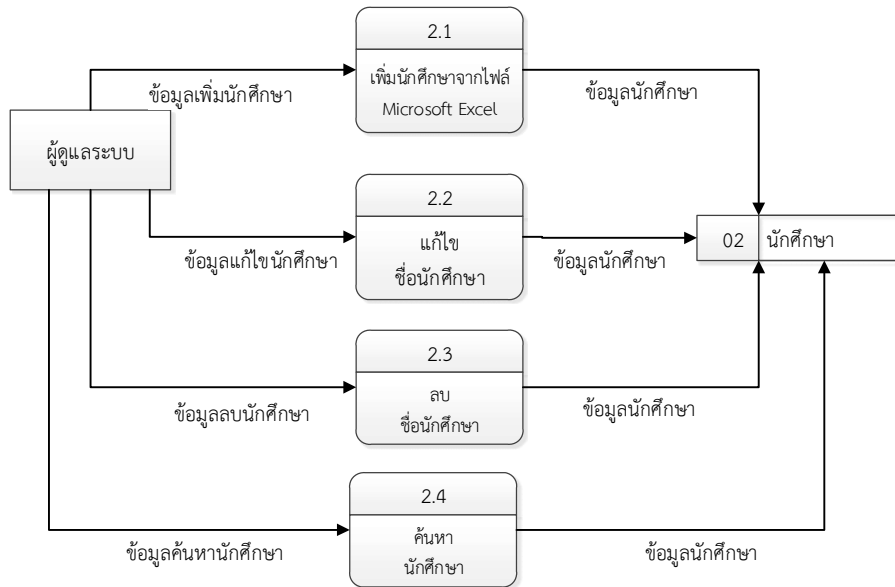 2.1
เพิ่มนักศึกษาจากไฟล์
Microsoft Excel
ข้อมูลเพิ่มนักศึกษา
ข้อมูลนักศึกษา
ผู้ดูแลระบบ
2.2
แก้ไข
ชื่อนักศึกษา
ข้อมูลแก้ไขนักศึกษา
ข้อมูลนักศึกษา
02 นักศึกษา
2.3
ลบ
ชื่อนักศึกษา
ข้อมูลลบนักศึกษา
ข้อมูลนักศึกษา
2.4
ค้นหา
นักศึกษา
ข้อมูลค้นหานักศึกษา
ข้อมูลนักศึกษา